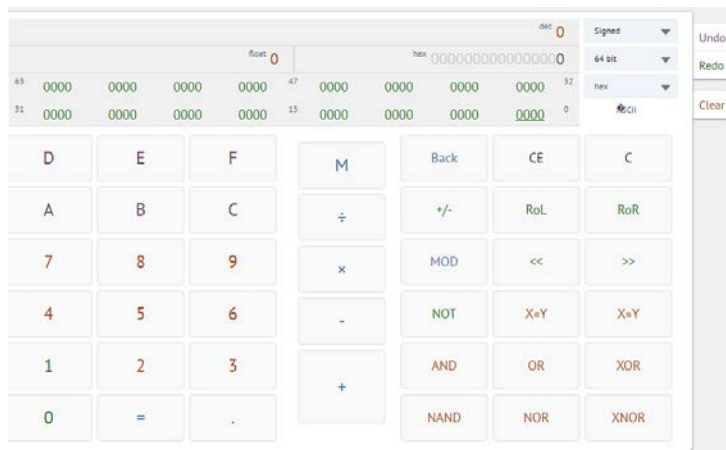 dec 0
Signed
Undo
float 0
hex 0000000000000000
64 bit
Redo
63 0000 0000 0000 0000 47 0000 0000 0000 0000 32
hex
31 0000 0000 0000 0000 15 0000 0000 0000 0000 0
Clear
D E F M Back CE C
A B C ÷ +/- RoL RoR
7 8 9 × MOD << >>
4 5 6 - NOT X«Y X»Y
1 2 3 + AND OR XOR
0 = . NAND NOR XNOR